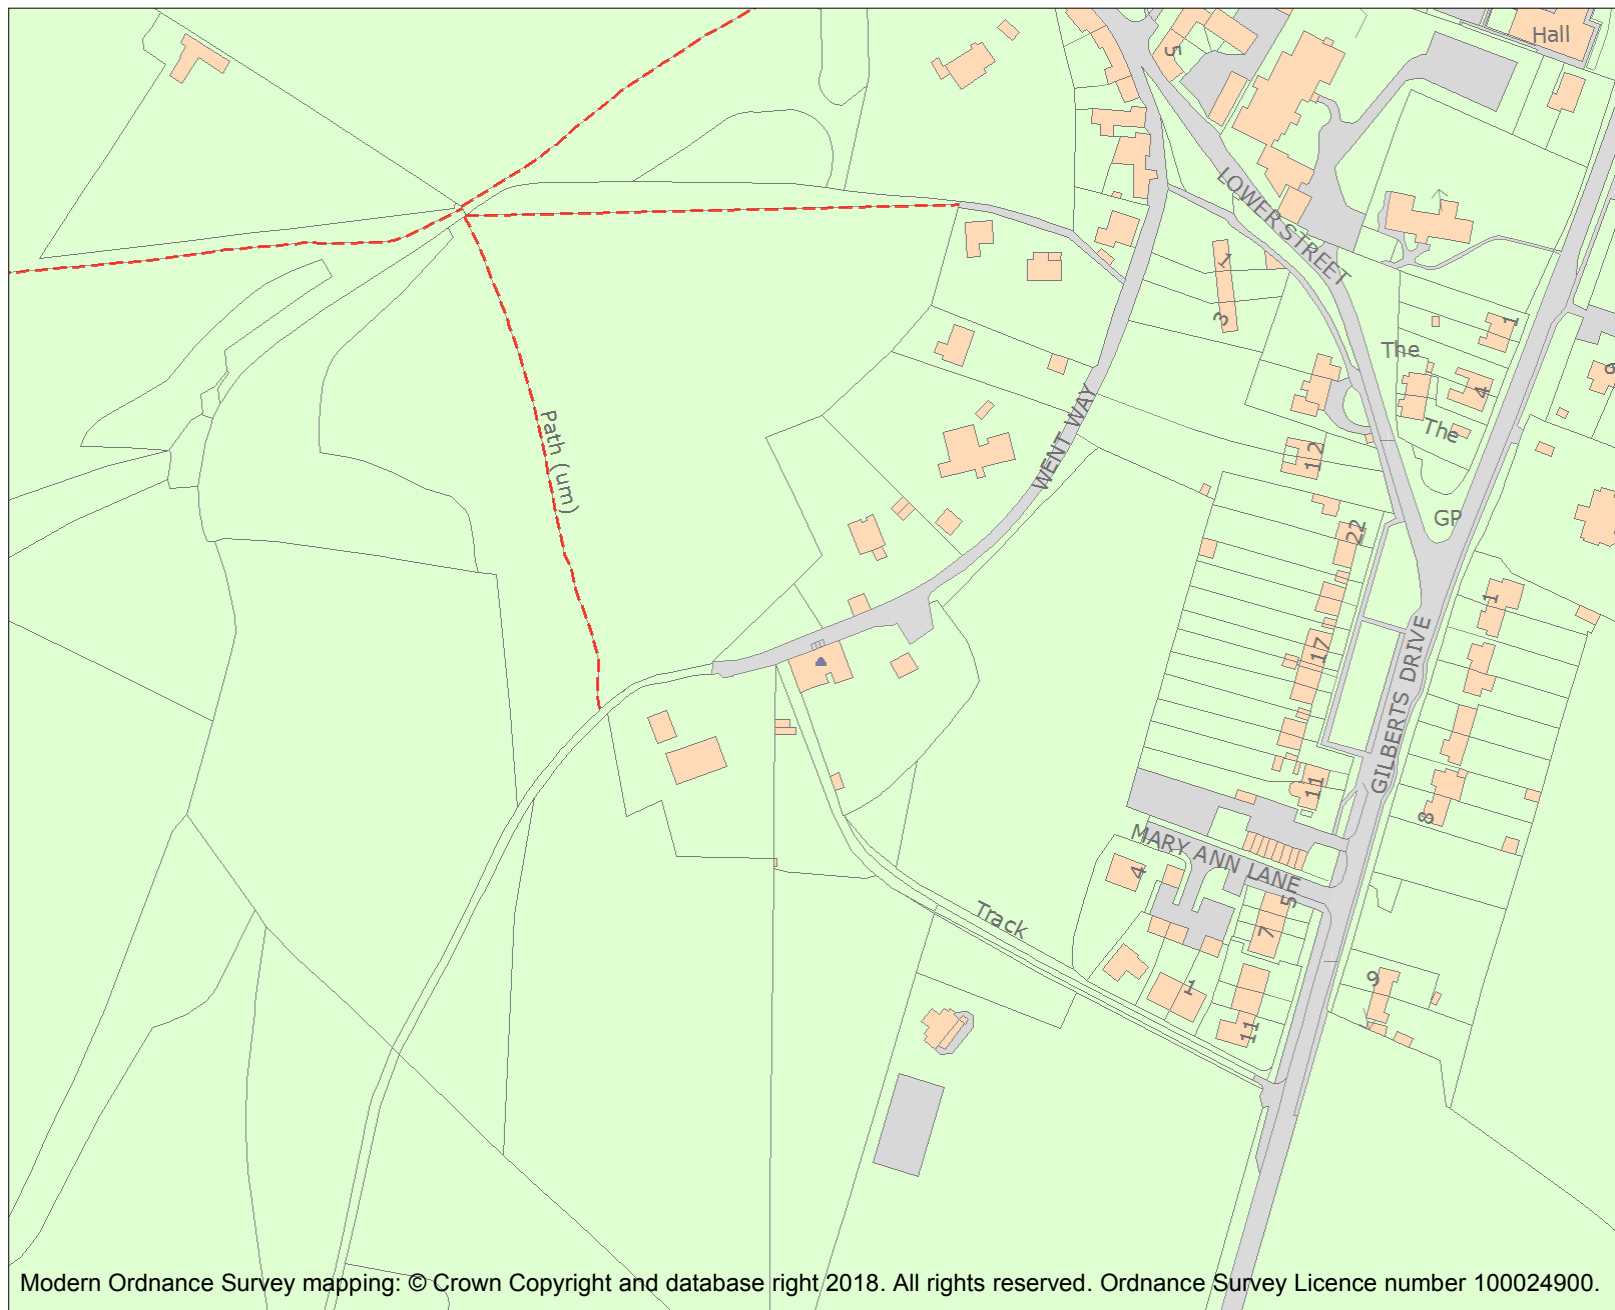 Hall
5
LOWER STREET
1
3
The
1
4
The
9
Path (um)
WENT WAY
12
GP
22
1
17
GILBERTS DRIVE
11
8
MARY ANN LANE
4
5
7
Track
1
9
11
Modern Ordnance Survey mapping: © Crown Copyright and database right 2018. All rights reserved. Ordnance Survey Licence number 100024900.